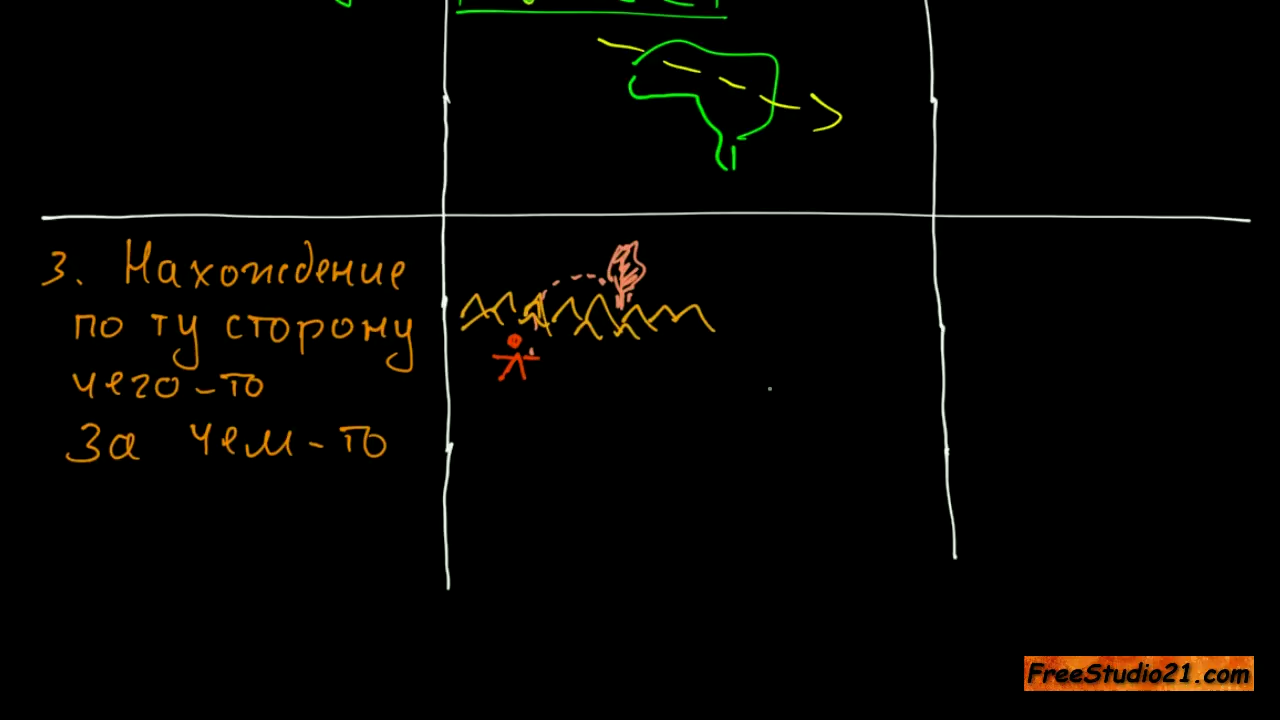 3. Нахождение
по ту сторону
чего-то
За чем-то
FreeStudio21.com